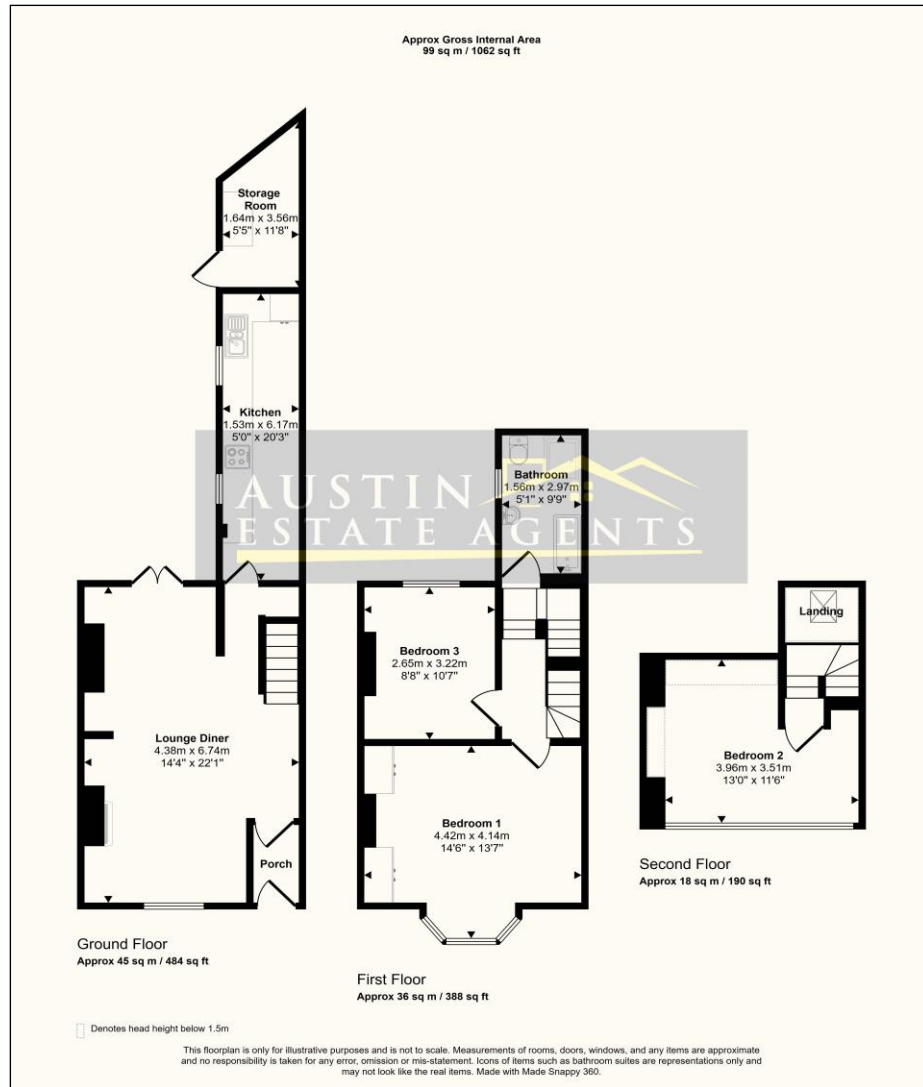 Approx Gross Internal Area
99 sq m / 1062 sq ft
Storage
Room
1.64m x 3.56m
5'5" x 11'8"
Kitchen
1.53m x 6.17m
5'0" x 20'3"
Bathroom
1.56m x 2.97m
5'1" x 9'9"
AUSTIN
ESTATE AGENTS
Landing
Bedroom 3
2.65m x 3.22m
8'8" x 10'7"
Lounge Diner
4.38m x 6.74m
14'4" x 22'1"
Bedroom 2
3.96m x 3.51m
13'0" x 11'6"
Bedroom 1
4.42m x 4.14m
14'6" x 13'7"
Porch
Second Floor
Approx 18 sq m / 190 sq ft
Ground Floor
Approx 45 sq m / 484 sq ft
First Floor
Approx 36 sq m / 388 sq ft
Denotes head height below 1.5m
This floorplan is only for illustrative purposes and is not to scale. Measurements of rooms, doors, windows, and any items are approximate
and no responsibility is taken for any error, omission or mis-statement. Icons of items such as bathroom suites are representations only and
may not look like the real items. Made with Made Snappy 360.